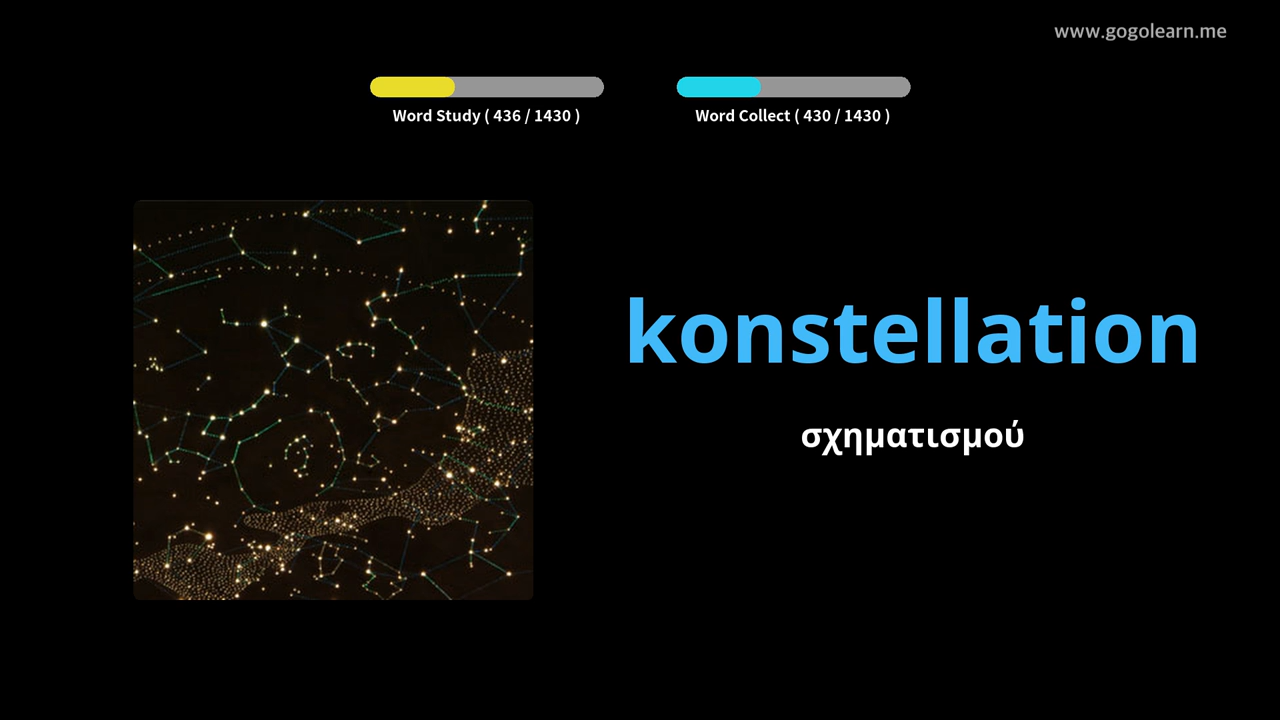 www.gogolearn.me
Word Study ( 436 / 1430 )
Word Collect ( 430 / 1430 )
konstellation
σχηματισμού